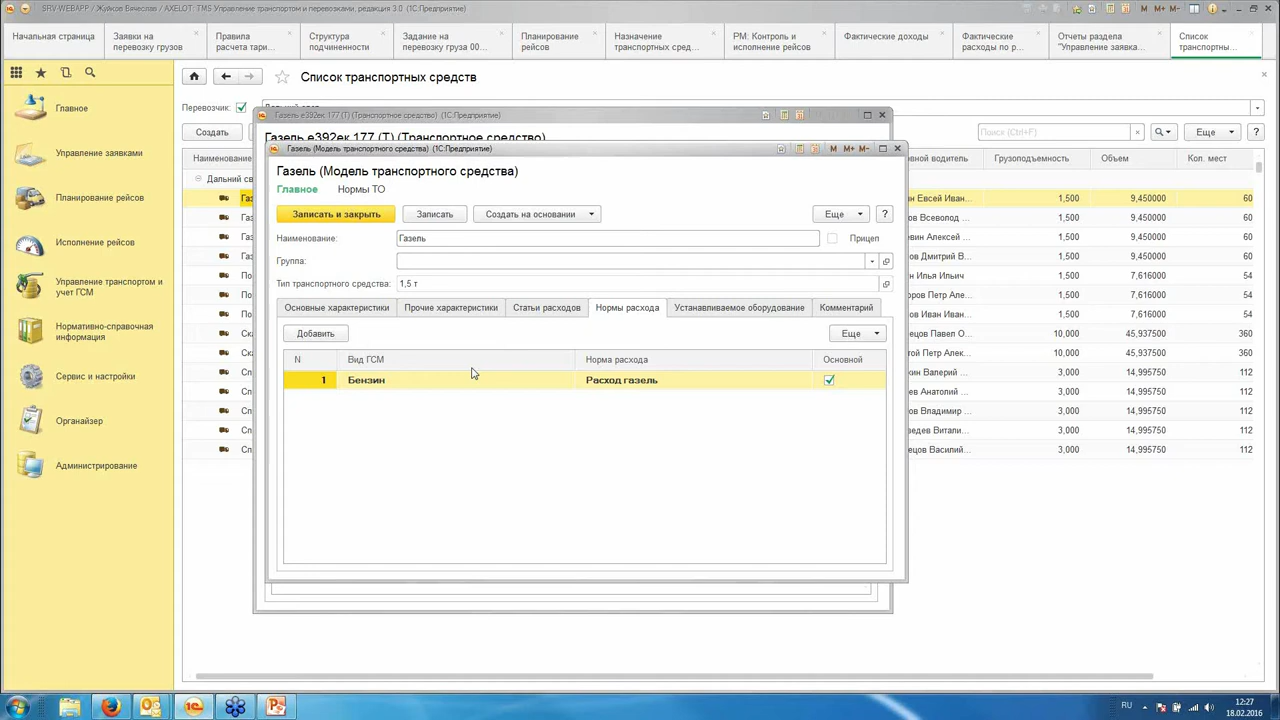 SRV-WEBAPP / Жуйков Вячеслав / AXELOT: TMS Управление транспортом и перевозками, редакция 3.0 (1С:Предприятие)
M M+ M-
Начальная страница
Заявки на перевозку грузов
Правила расчета тари...
Структура подчиненности
Задание на перевозку груза 00...
Планирование рейсов
Назначение транспортных сред...
РМ: Контроль и исполнение рейсов
Фактические доходы
Фактические расходы по р...
Отчеты раздела "Управление заявка...
Список транспортны...
Список транспортных средств
Перевозчик:
Создать
Поиск (Ctrl+F)
Еще
?
Главное
Управление заявками
Планирование рейсов
Исполнение рейсов
Управление транспортом и учет ГСМ
Нормативно-справочная информация
Сервис и настройки
Органайзер
Администрирование
Наименование
Грузоподъемность
Объем
Кол. мест
Газель е392ек 177 (Т) (Транспортное средство) (1С:Предприятие)
Газель е392ек 177 (Т) (Транспортное средство)
Газель (Модель транспортного средства) (1С:Предприятие)
M M+ M-
Газель (Модель транспортного средства)
Главное
Нормы ТО
Записать и закрыть
Записать
Создать на основании
Еще
?
Наименование:
Газель
Прицеп
Группа:
Тип транспортного средства:
1,5 т
Основные характеристики
Прочие характеристики
Статьи расходов
Нормы расхода
Устанавливаемое оборудование
Комментарий
Добавить
Еще
N
Вид ГСМ
Норма расхода
Основной
1
Бензин
Расход газель
ин Евсей Иван... 1,500 9,450000 60
1,500 9,450000 60
1,500 9,450000 60
1,500 9,450000 60
1,500 7,616000 54
1,500 7,616000 54
1,500 7,616000 54
10,000 45,937500 360
10,000 45,937500 360
3,000 14,995750 112
3,000 14,995750 112
3,000 14,995750 112
3,000 14,995750 112
3,000 14,995750 112
RU
12:27
18.02.2016